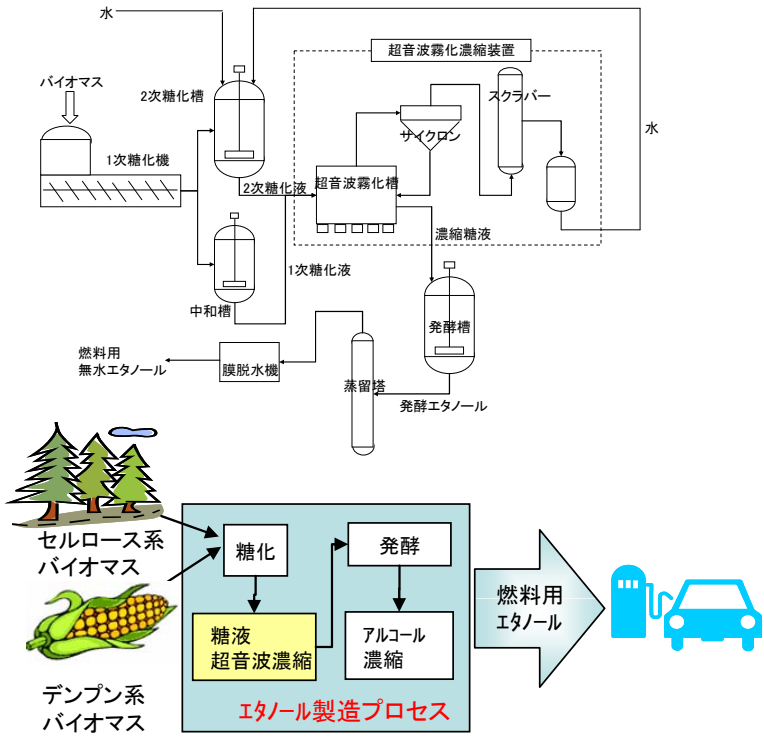 水
超音波霧化濃縮装置
バイオマス
2次糖化槽
スクラバー
サイクロン
水
1次糖化機
2次糖化液
超音波霧化槽
濃縮糖液
1次糖化液
中和槽
発酵槽
燃料用
無水エタノール
膜脱水機
蒸留塔
発酵エタノール
セルロース系
バイオマス
糖化
発酵
燃料用
エタノール
糖液
超音波濃縮
アルコール
濃縮
デンプン系
バイオマス
エタノール製造プロセス